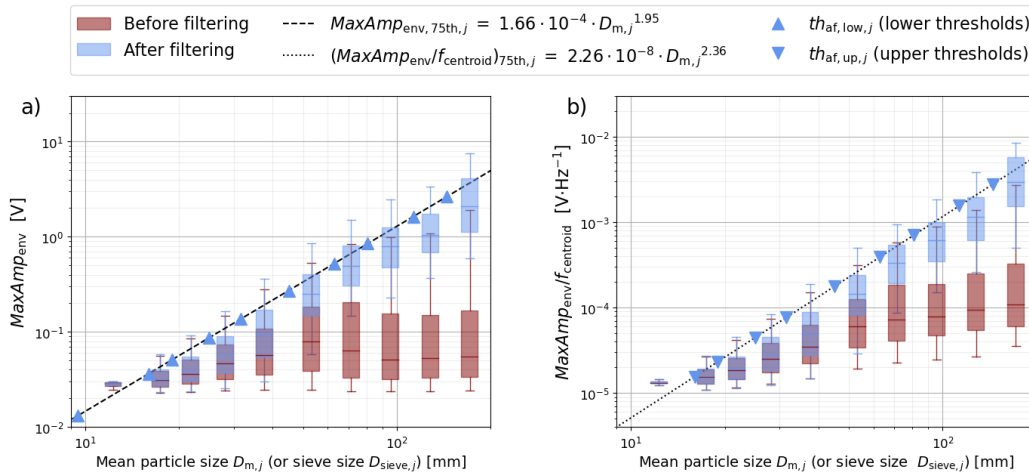 Before filtering
After filtering
MaxAmp_env, 75th, j = 1.66 · 10^−4 · D_m, j^1.95
(MaxAmp_env/f_centroid)_75th, j = 2.26 · 10^−8 · D_m, j^2.36
th_af, low, j (lower thresholds)
th_af, up, j (upper thresholds)
a)
MaxAmp_env [V]
10^1
10^0
10^−1
10^−2
10^1
10^2
Mean particle size D_m, j (or sieve size D_sieve, j) [mm]
b)
MaxAmp_env/f_centroid [V·Hz^−1]
10^−2
10^−3
10^−4
10^−5
10^1
10^2
Mean particle size D_m, j (or sieve size D_sieve, j) [mm]